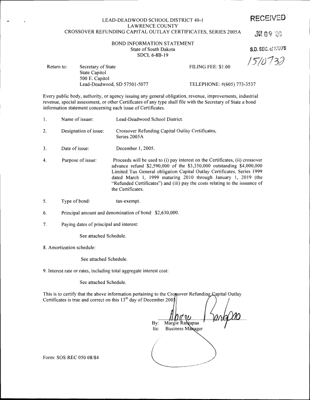 LEAD-DEADWOOD SCHOOL DISTRICT 40-1
LAWRENCE COUNTY
CROSSOVER REFUNDING CAPITAL OUTLAY CERTIFICATES, SERIES 2005A
RECEIVED
BOND INFORMATION STATEMENT
State of South Dakota
SDCL 6-8B-19
S.D. SEC. OF STATE
1510732
Return to: Secretary of State FILING FEE: $1.00
State Capitol
500 E. Capitol
Lead-Deadwood, SD 57501-5077 TELEPHONE: #(605) 773-3537
Every public body, authority, or agency issuing any general obligation, revenue, improvements, industrial
revenue, special assessment, or other Certificates of any type shall file with the Secretary of State a bond
information statement concerning each issue of Certificates.
1. Name of issuer: Lead-Deadwood School District.
2. Designation of issue: Crossover Refunding Capital Outlay Certificates,
Series 2005A
3. Date of issue: December 1, 2005.
4. Purpose of issue: Proceeds will be used to (i) pay interest on the Certificates, (ii) crossover
advance refund $2,590,000 of the $3,350,000 outstanding $4,000,000
Limited Tax General obligation Capital Outlay Certificates, Series 1999
dated March 1, 1999 maturing 2010 through January 1, 2019 (the
"Refunded Certificates") and (iii) pay the costs relating to the issuance of
the Certificates.
5. Type of bond: tax-exempt.
6. Principal amount and denomination of bond: $2,630,000.
7. Paying dates of principal and interest:
See attached Schedule.
8. Amortization schedule:
See attached Schedule.
9. Interest rate or rates, including total aggregate interest cost:
See attached Schedule.
This is to certify that the above information pertaining to the Crossover Refunding Capital Outlay
Certificates is true and correct on this 13th day of December 2005
By: Margie Rantapaa
Its: Business Manager
Form: SOS REC 050 08/84